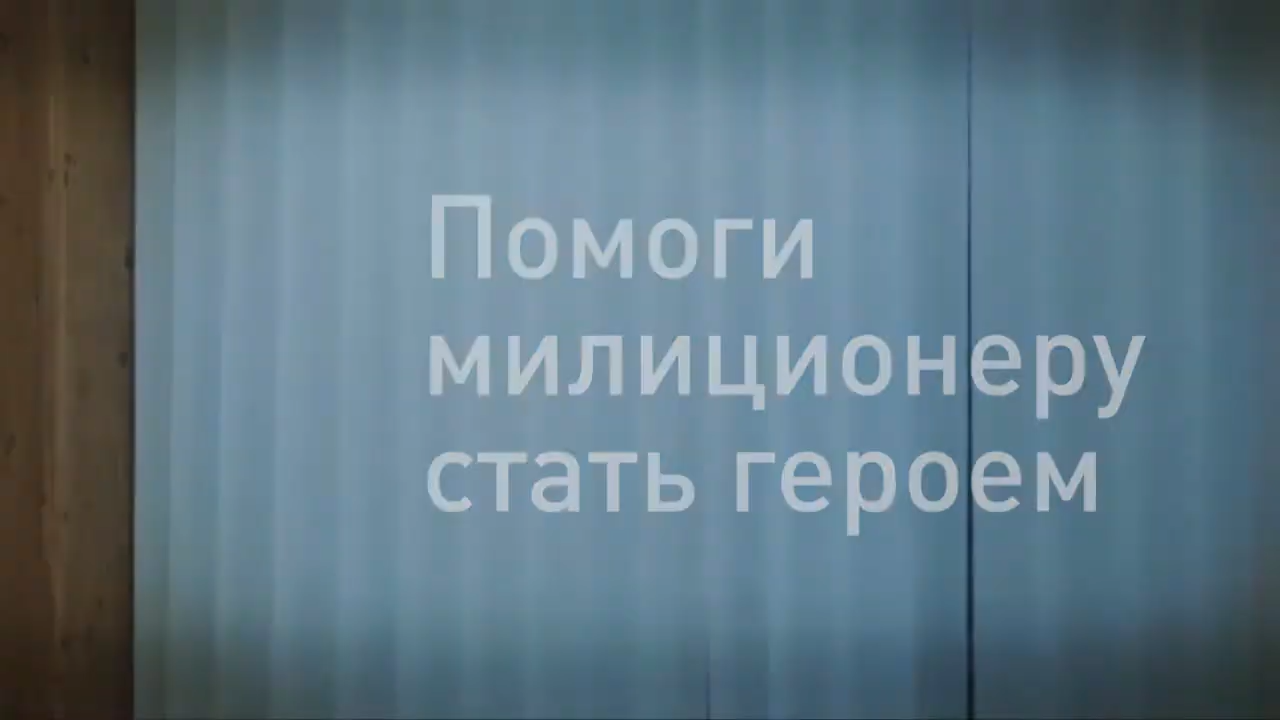 Помоги
милиционеру
стать героем